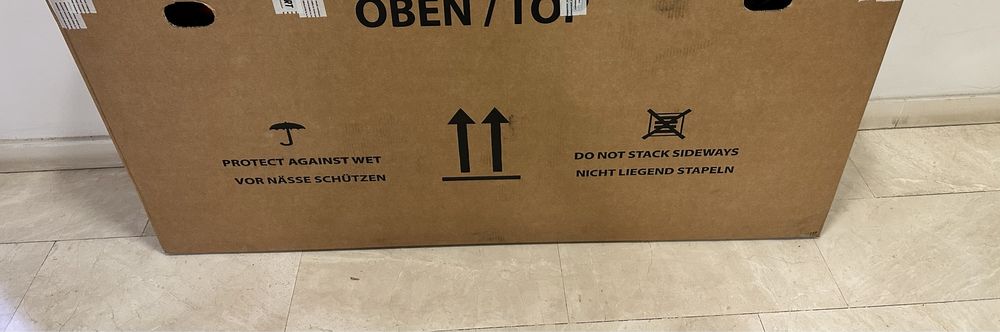 OBEN / TOP
PROTECT AGAINST WET
VOR NÄSSE SCHÜTZEN
DO NOT STACK SIDEWAYS
NICHT LIEGEND STAPELN